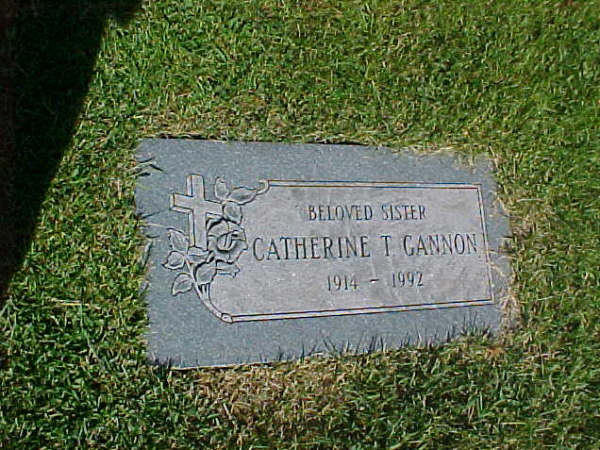 BELOVED SISTER
CATHERINE T. GANNON
1914 - 1992